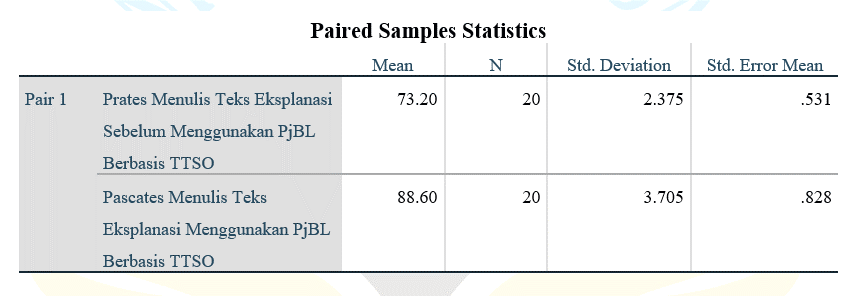 Paired Samples Statistics
Mean N Std. Deviation Std. Error Mean
Pair 1 Prates Menulis Teks Eksplanasi 73.20 20 2.375 .531
Sebelum Menggunakan PjBL
Berbasis TTSO
Pascates Menulis Teks 88.60 20 3.705 .828
Eksplanasi Menggunakan PjBL
Berbasis TTSO